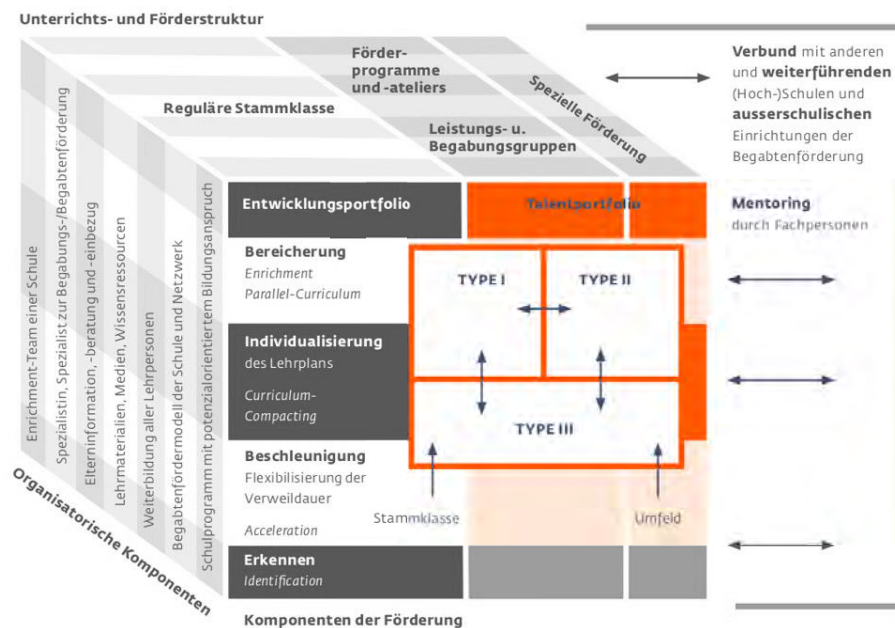 Unterrichts- und Förderstruktur
Förder-
programme
und -ateliers
Spezielle Förderung
Reguläre Stammklasse
Leistungs- u.
Begabungsgruppen
Verbund mit anderen
und weiterführenden
(Hoch-)Schulen und
ausserschulischen
Einrichtungen der
Begabtenförderung
Enrichment-Team einer Schule
Spezialistin, Spezialist zur Begabungs-/Begabtenförderung
Elterninformation, -beratung und -einbezug
Lehrmaterialien, Medien, Wissensressourcen
Weiterbildung aller Lehrpersonen
Begabtenfördermodell der Schule und Netzwerk
Schulprogramm mit potenzialorientiertem Bildungsanspruch
Organisatorische Komponenten
Entwicklungsportfolio
Talentportfolio
Mentoring
durch Fachpersonen
Bereicherung
Enrichment
Parallel-Curriculum
TYPE I
TYPE II
Individualisierung
des Lehrplans
Curriculum-
Compacting
TYPE III
Beschleunigung
Flexibilisierung der
Verweildauer
Acceleration
Stammklasse
Umfeld
Erkennen
Identification
Komponenten der Förderung